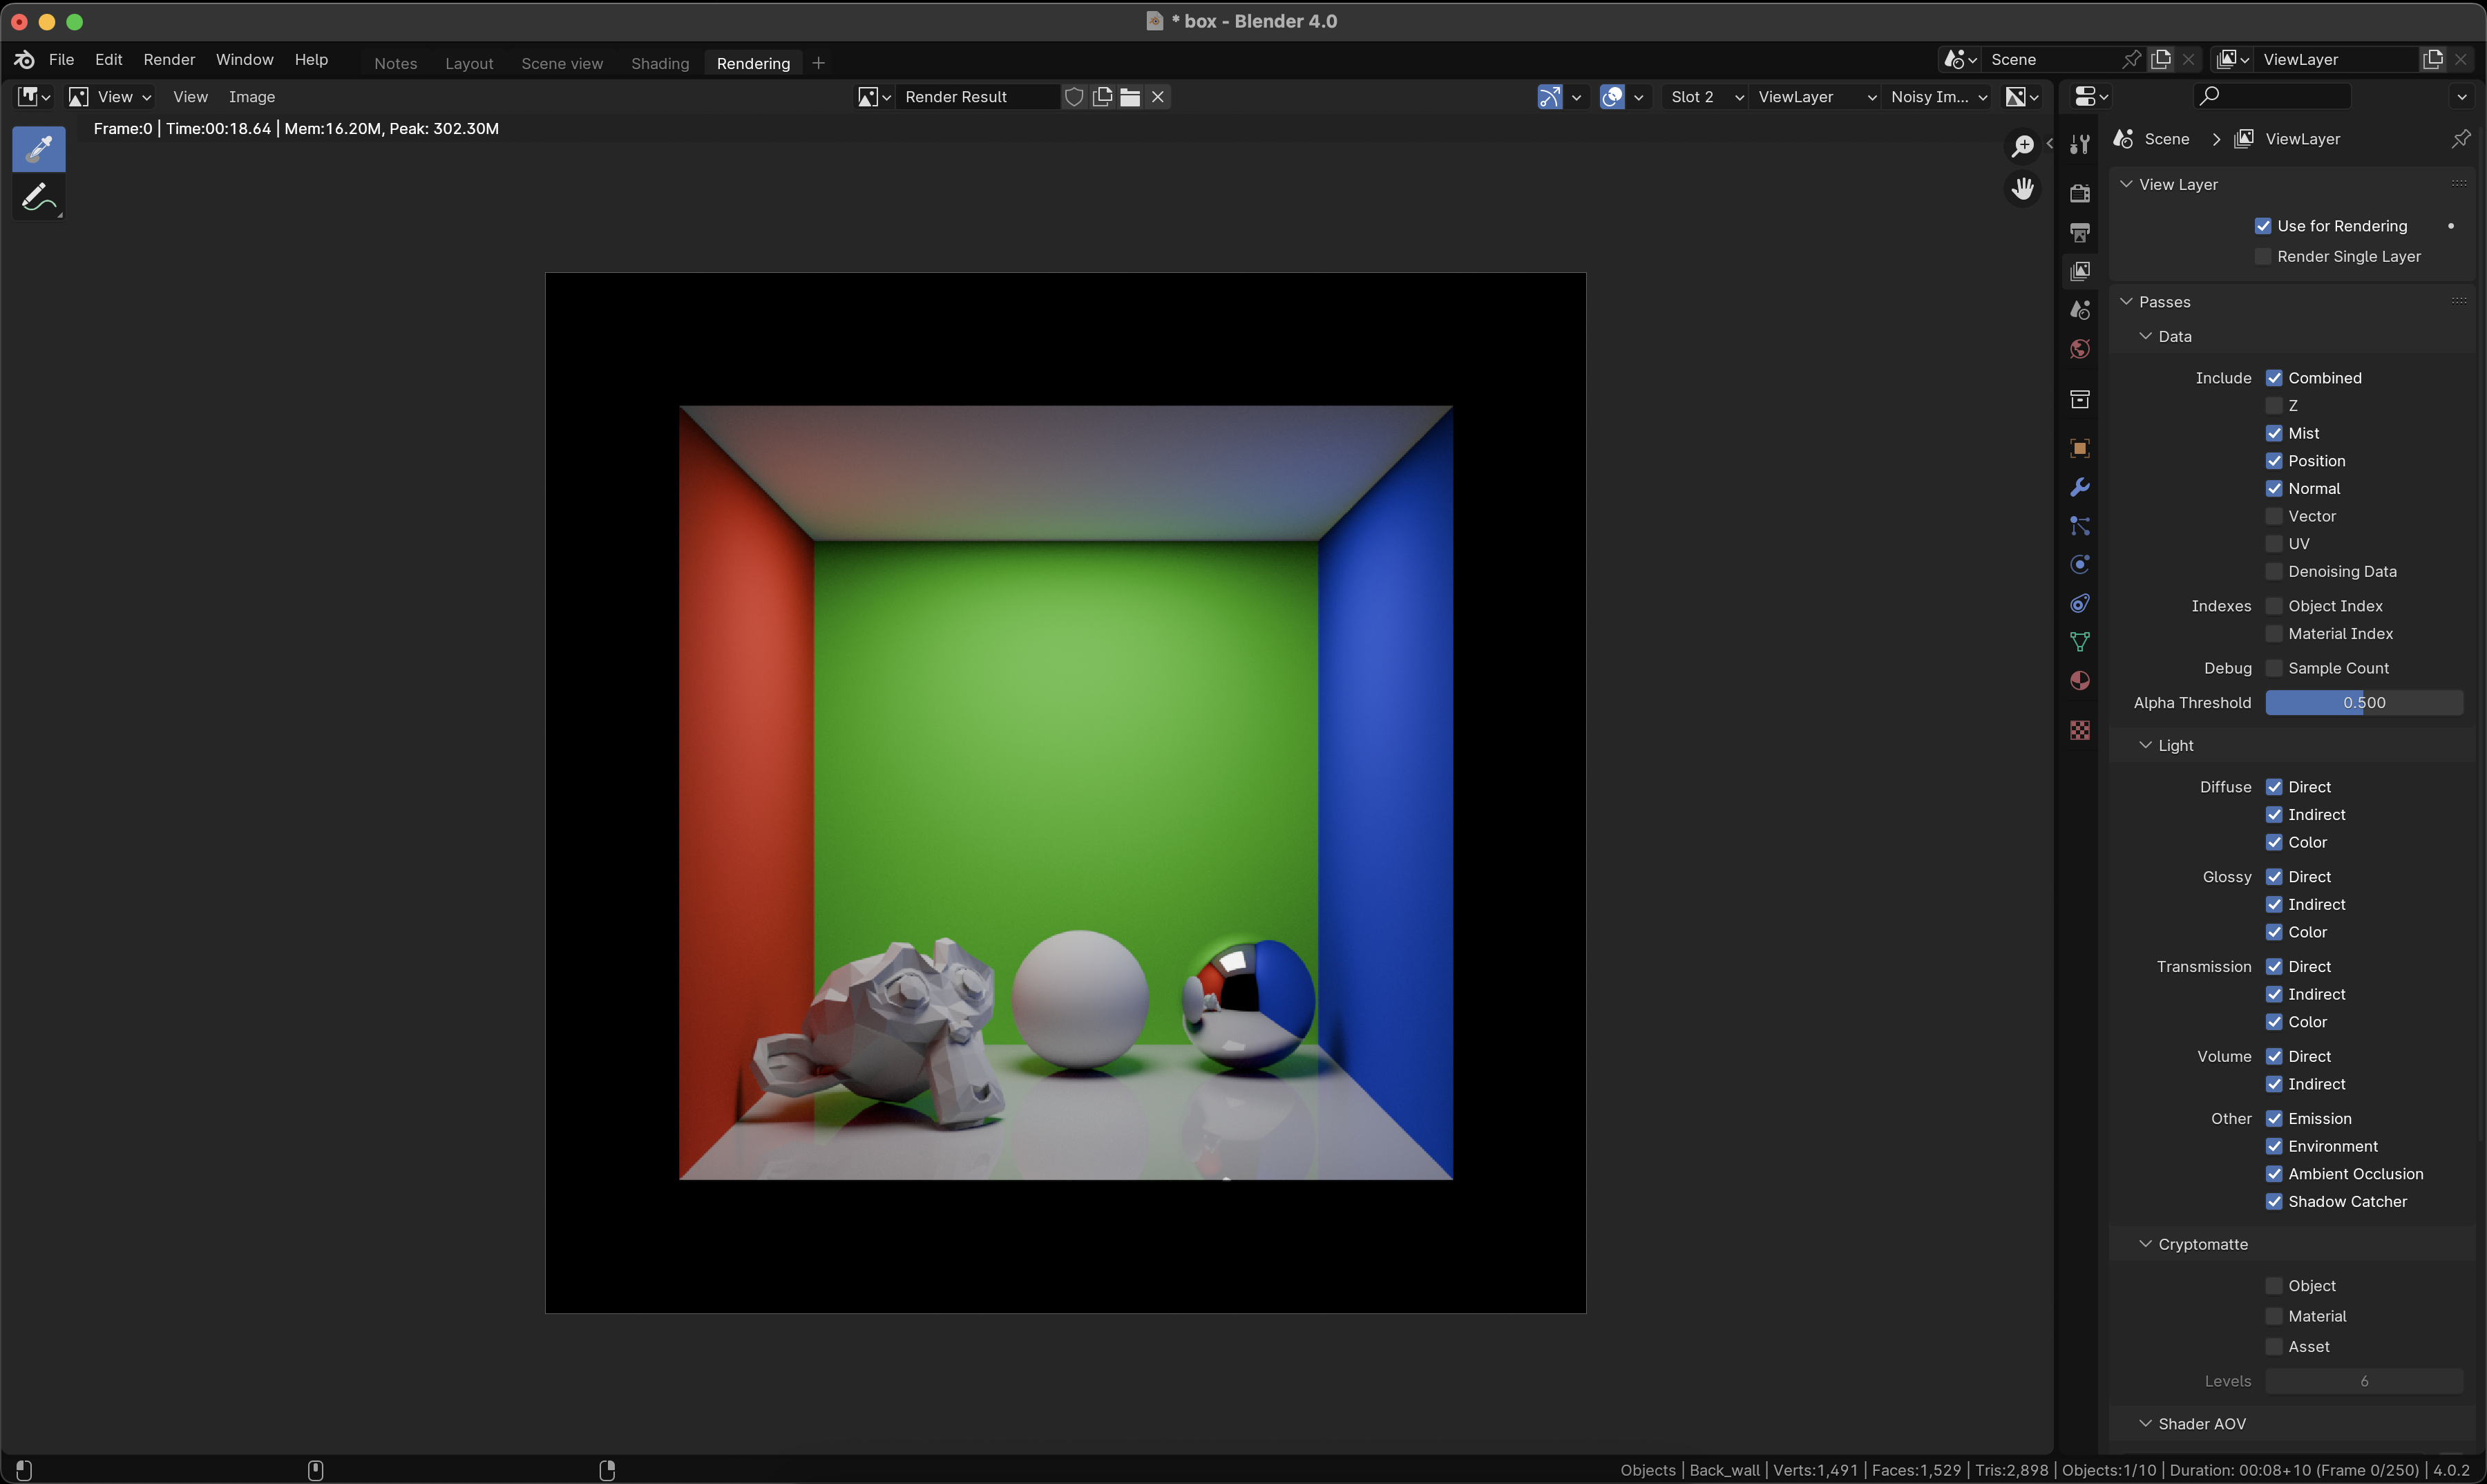 * box - Blender 4.0
File Edit Render Window Help Notes Layout Scene view Shading Rendering + Scene ViewLayer
View View Image Render Result Slot 2 ViewLayer Noisy Im...
Frame:0 | Time:00:18.64 | Mem:16.20M, Peak: 302.30M
Scene > ViewLayer
View Layer
Use for Rendering
Render Single Layer
Passes
Data
Include Combined
Z
Mist
Position
Normal
Vector
UV
Denoising Data
Indexes Object Index
Material Index
Debug Sample Count
Alpha Threshold 0.500
Light
Diffuse Direct
Indirect
Color
Glossy Direct
Indirect
Color
Transmission Direct
Indirect
Color
Volume Direct
Indirect
Other Emission
Environment
Ambient Occlusion
Shadow Catcher
Cryptomatte
Object
Material
Asset
Levels 6
Shader AOV
Objects | Back_wall | Verts:1,491 | Faces:1,529 | Tris:2,898 | Objects:1/10 | Duration: 00:08+10 (Frame 0/250) | 4.0.2